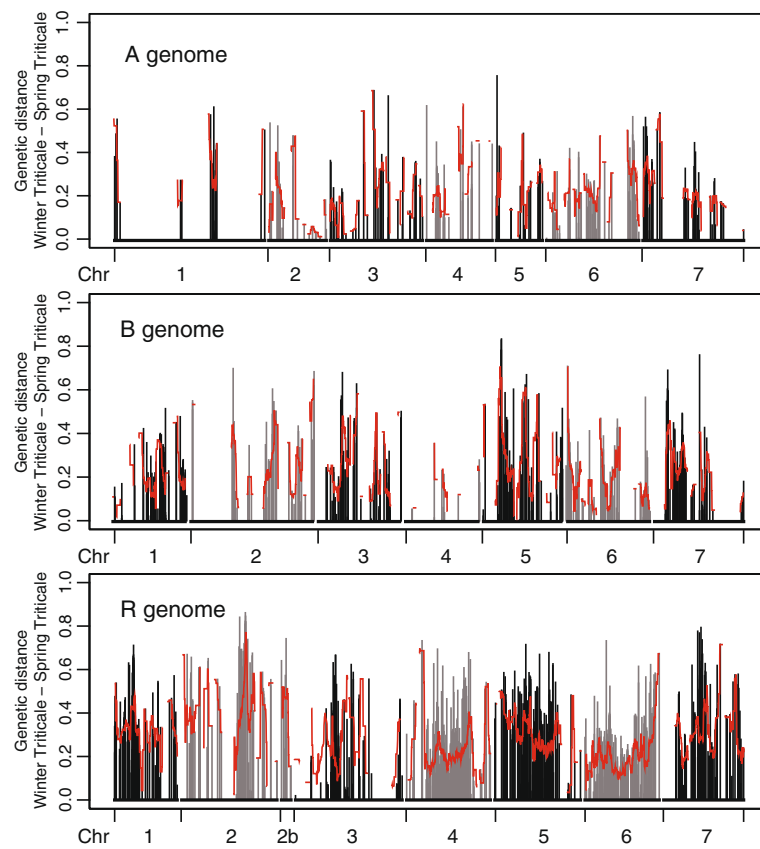 A genome
Genetic distance
Winter Triticale – Spring Triticale
1.0
0.8
0.6
0.4
0.2
0.0
Chr 1 2 3 4 5 6 7
B genome
Genetic distance
Winter Triticale – Spring Triticale
1.0
0.8
0.6
0.4
0.2
0.0
Chr 1 2 3 4 5 6 7
R genome
Genetic distance
Winter Triticale – Spring Triticale
1.0
0.8
0.6
0.4
0.2
0.0
Chr 1 2 2b 3 4 5 6 7